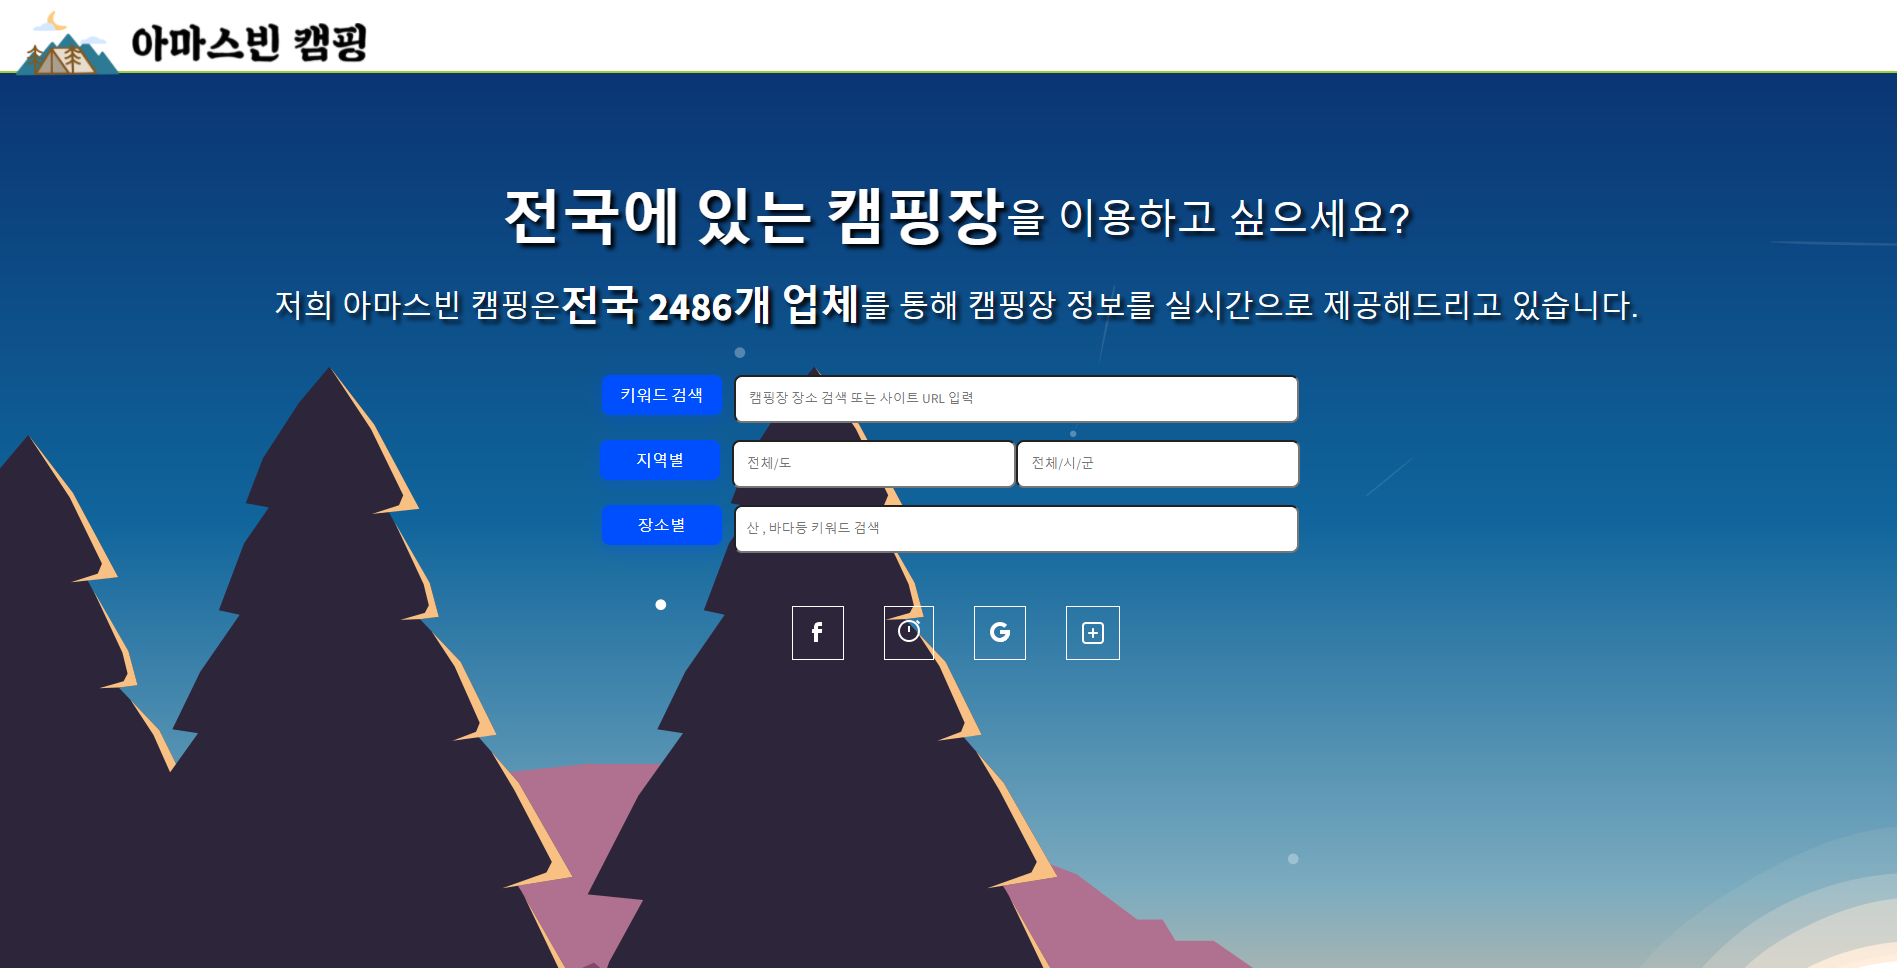 아마스빈 캠핑
전국에 있는 캠핑장을 이용하고 싶으세요?
저희 아마스빈 캠핑은전국 2486개 업체를 통해 캠핑장 정보를 실시간으로 제공해드리고 있습니다.
키워드 검색 캠핑장 장소 검색 또는 사이트 URL 입력
지역별 전체/도 전체/시/군
장소별 산 , 바다등 키워드 검색